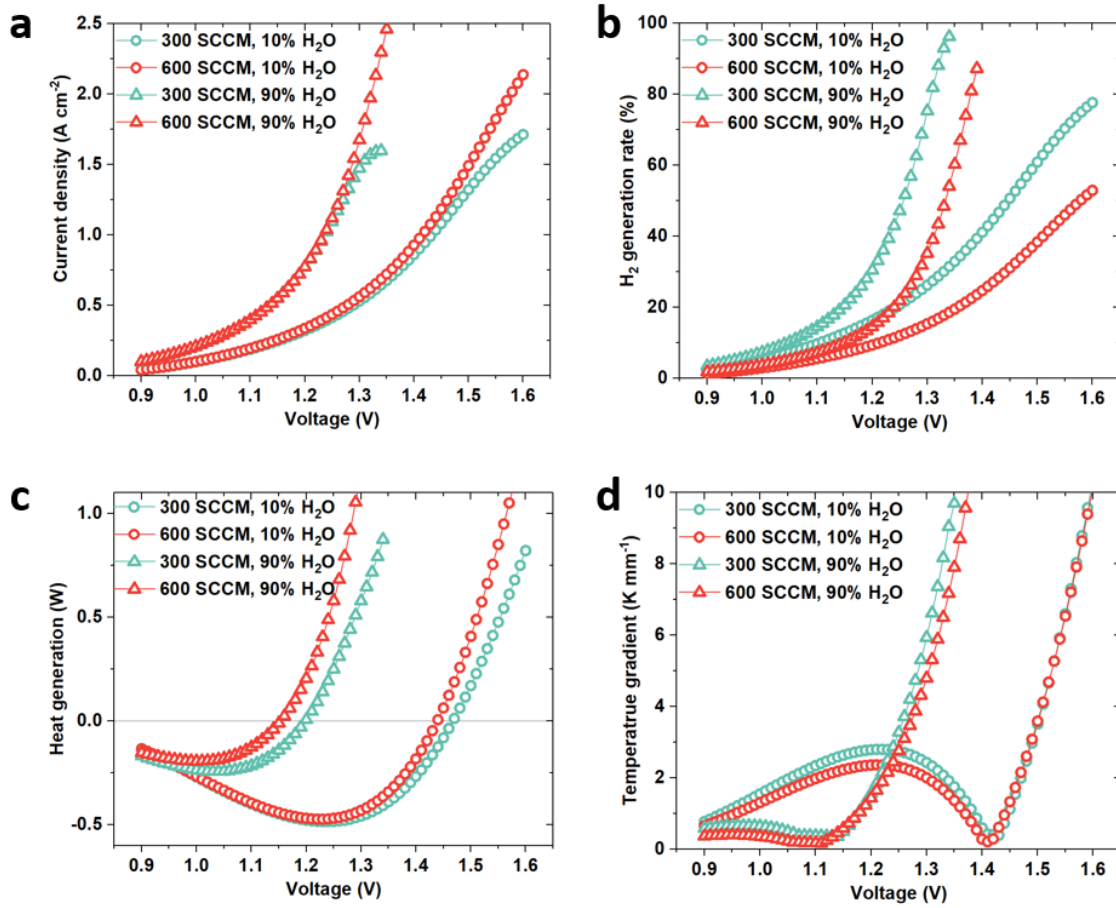 a
2.5
2.0
1.5
1.0
0.5
0.0
Current density (A cm⁻²)
300 SCCM, 10% H₂O
600 SCCM, 10% H₂O
300 SCCM, 90% H₂O
600 SCCM, 90% H₂O
0.9 1.0 1.1 1.2 1.3 1.4 1.5 1.6
Voltage (V)
b
100
80
60
40
20
0
H₂ generation rate (%)
300 SCCM, 10% H₂O
600 SCCM, 10% H₂O
300 SCCM, 90% H₂O
600 SCCM, 90% H₂O
0.9 1.0 1.1 1.2 1.3 1.4 1.5 1.6
Voltage (V)
c
1.0
0.5
0.0
-0.5
Heat generation (W)
300 SCCM, 10% H₂O
600 SCCM, 10% H₂O
300 SCCM, 90% H₂O
600 SCCM, 90% H₂O
0.9 1.0 1.1 1.2 1.3 1.4 1.5 1.6
Voltage (V)
d
10
8
6
4
2
0
Temperatrue gradient (K mm⁻¹)
300 SCCM, 10% H₂O
600 SCCM, 10% H₂O
300 SCCM, 90% H₂O
600 SCCM, 90% H₂O
0.9 1.0 1.1 1.2 1.3 1.4 1.5 1.6
Voltage (V)